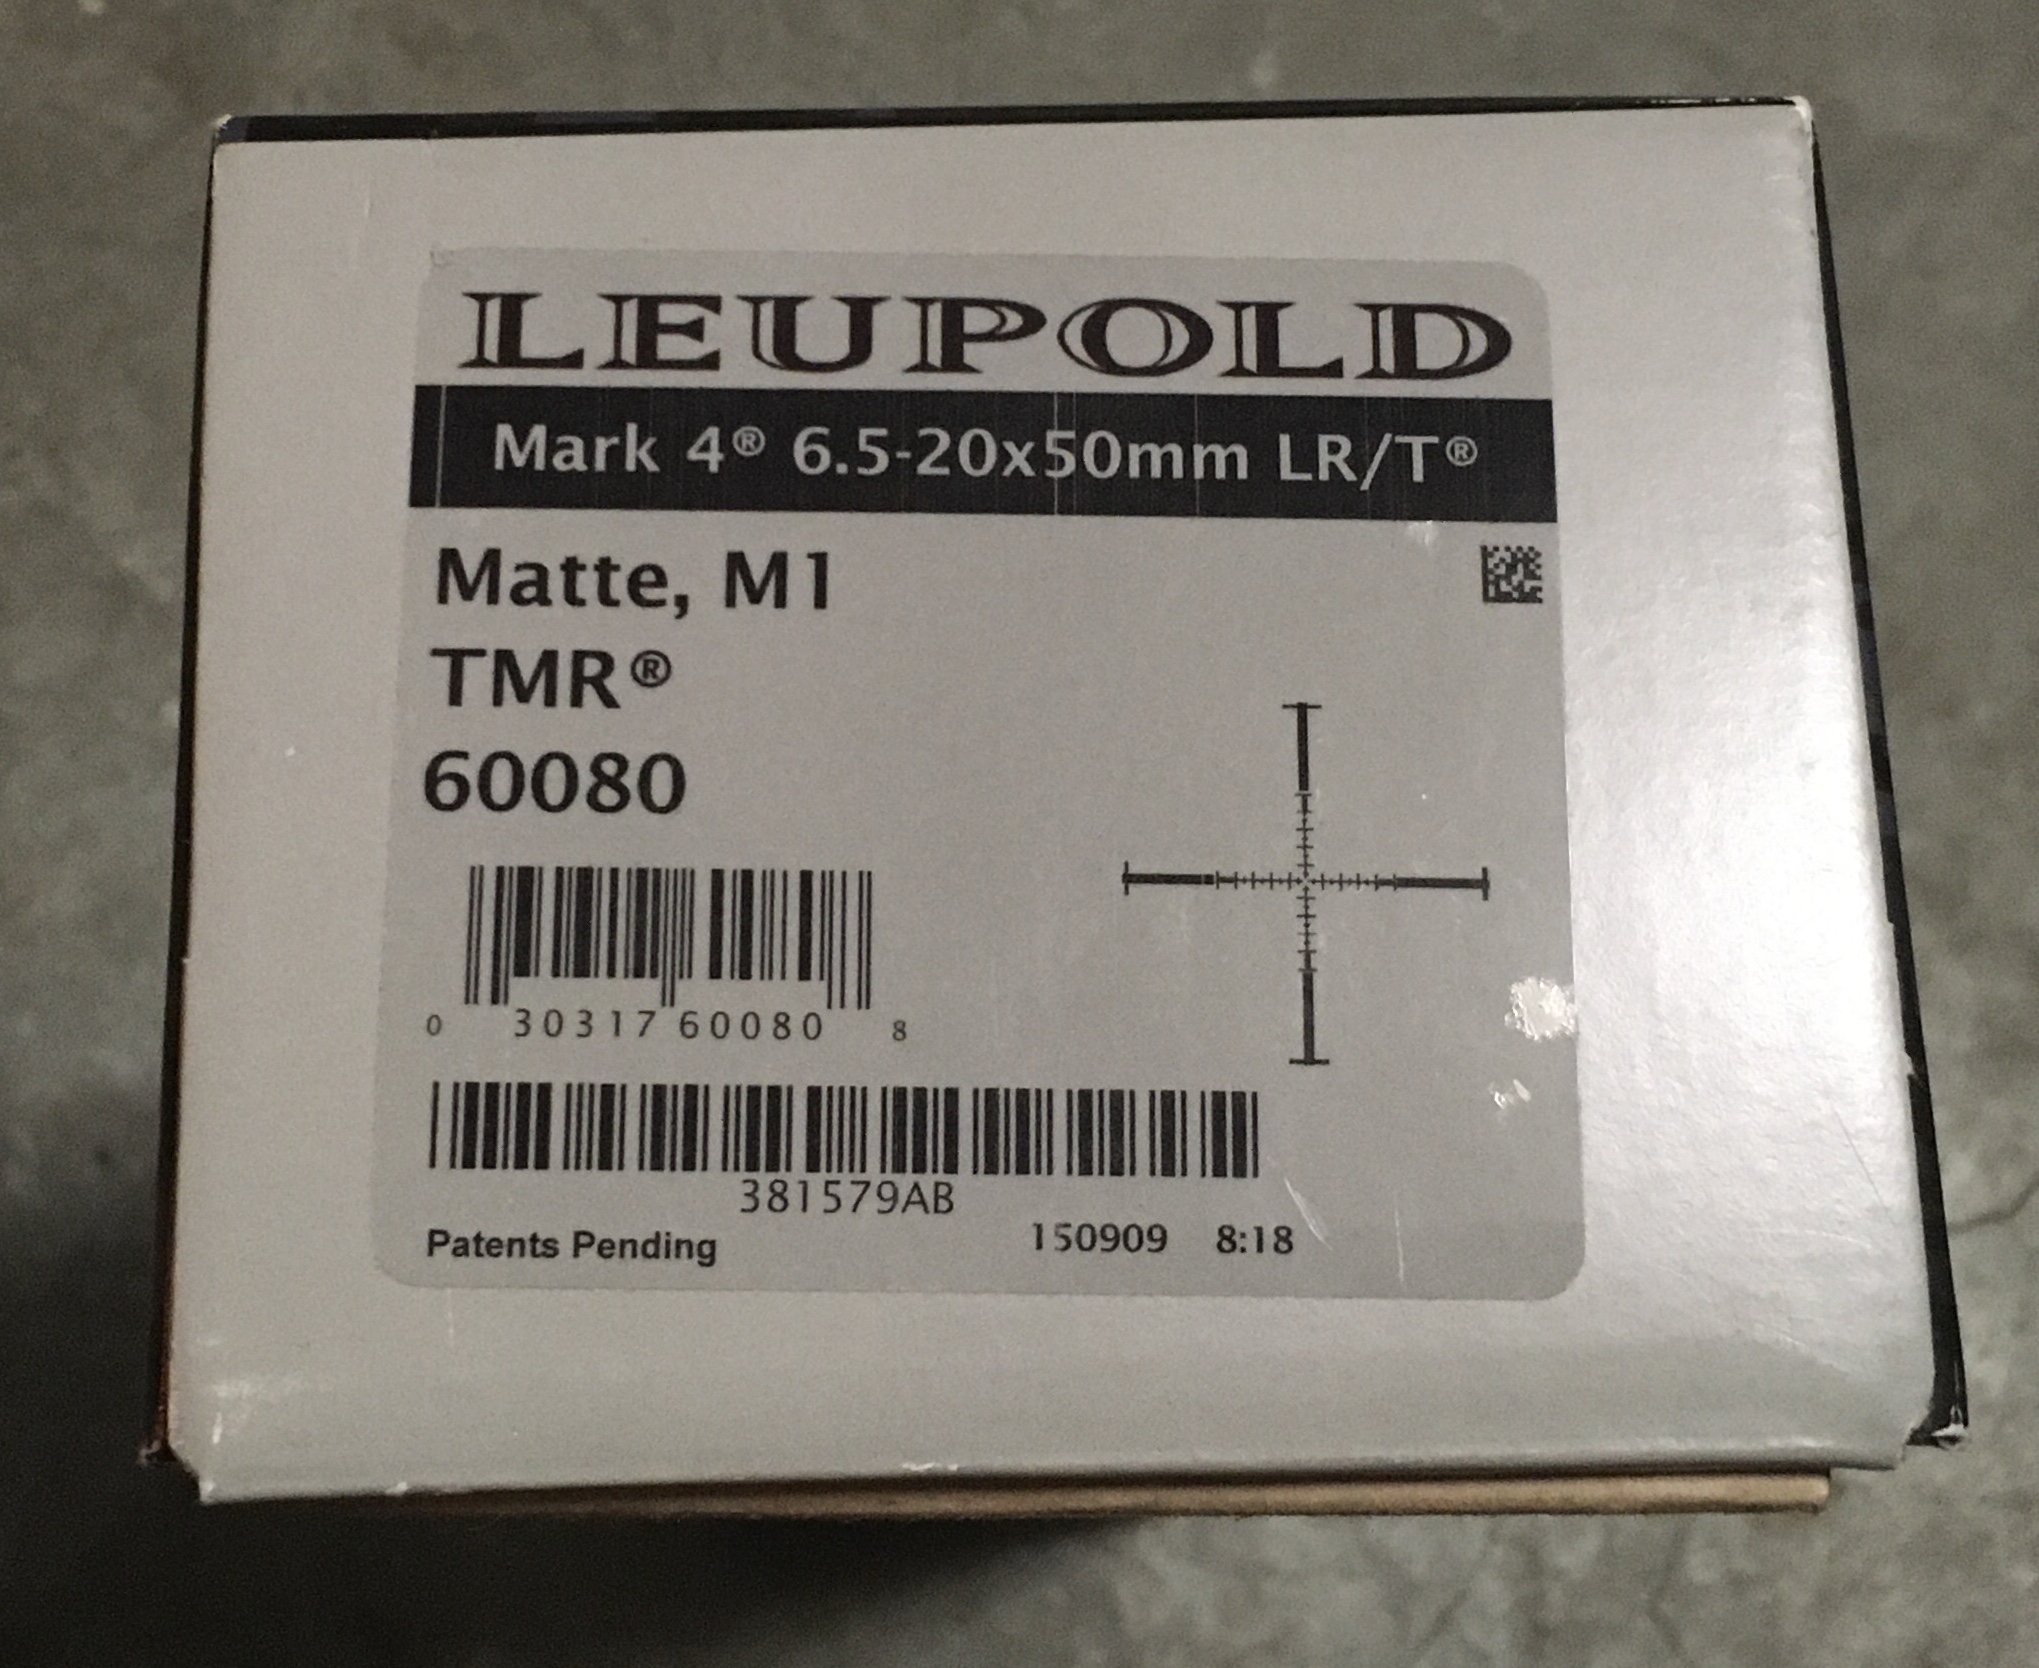 LEUPOLD
Mark 4® 6.5-20x50mm LR/T®
Matte, M1
TMR®
60080
0 30317 60080 8
381579AB
Patents Pending 150909 8:18